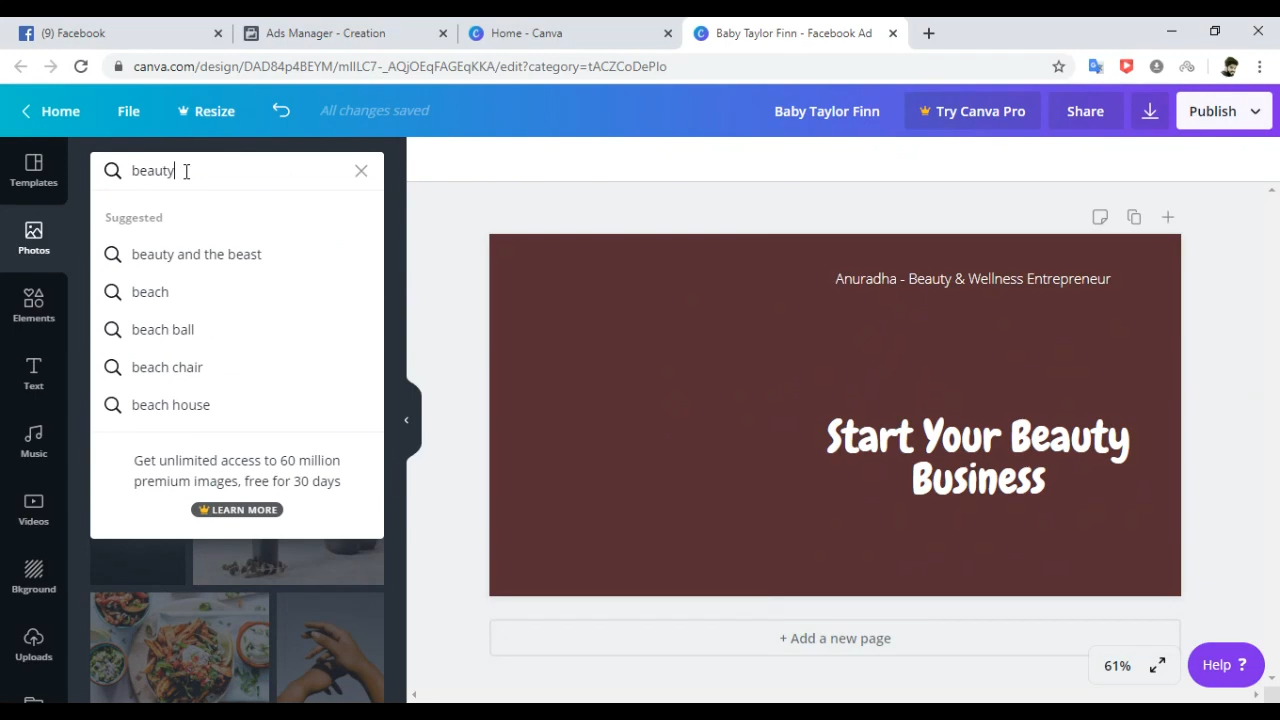 (9) Facebook
Ads Manager - Creation
Home - Canva
Baby Taylor Finn - Facebook Ad
canva.com/design/DAD84p4BEYM/mIlLC7-_AQjOEqFAGEqKKA/edit?category=tACZCoDePlo
Home
File
Resize
All changes saved
Baby Taylor Finn
Try Canva Pro
Share
Publish
Templates
Photos
Elements
Text
Music
Videos
Bkground
Uploads
beauty
Suggested
beauty and the beast
beach
beach ball
beach chair
beach house
Get unlimited access to 60 million
premium images, free for 30 days
LEARN MORE
Anuradha - Beauty & Wellness Entrepreneur
Start Your Beauty
Business
+ Add a new page
61%
Help ?